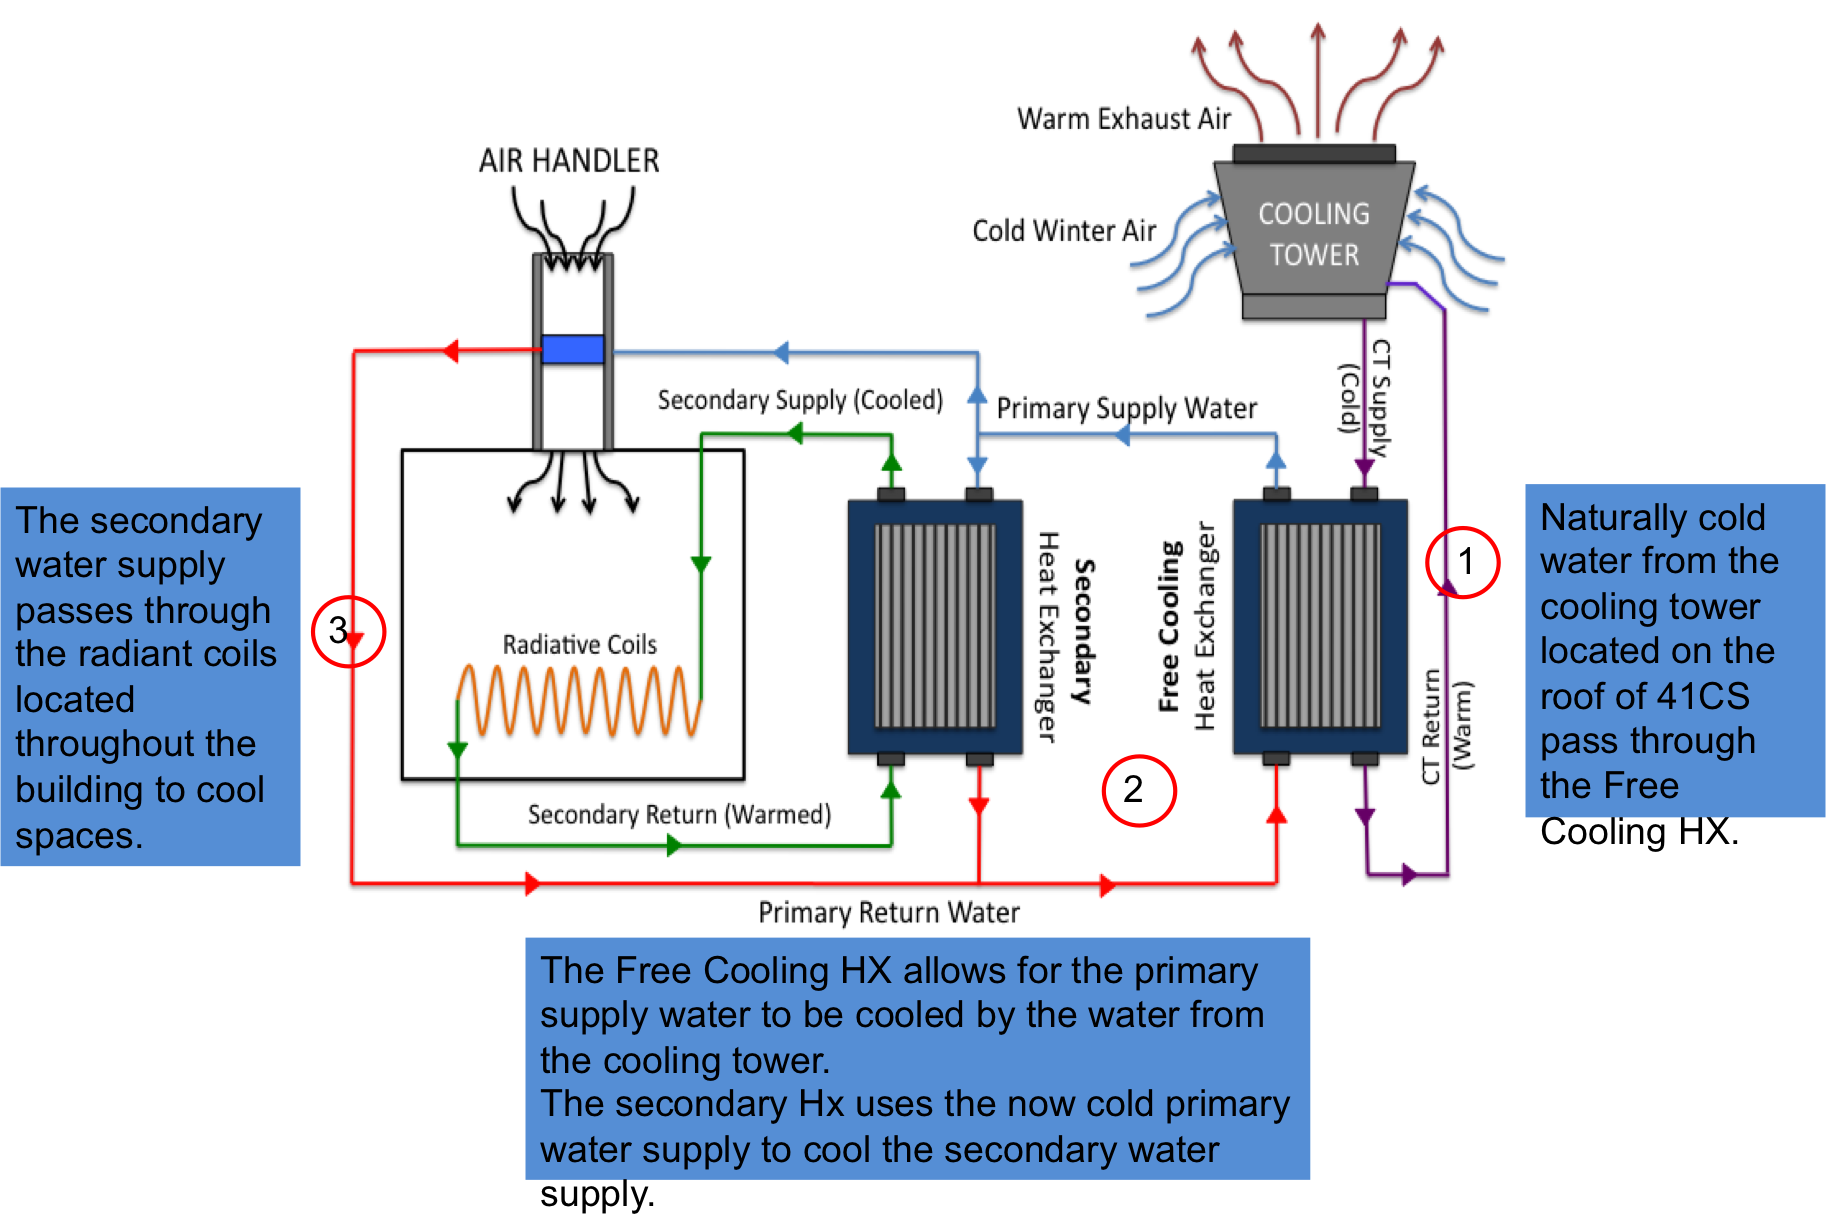 Warm Exhaust Air
AIR HANDLER
COOLING
TOWER
Cold Winter Air
CT Supply
(Cold)
Secondary Supply (Cooled)
Primary Supply Water
The secondary
water supply
passes through
the radiant coils
located
throughout the
building to cool
spaces.
3
Radiative Coils
Secondary
Heat Exchanger
Free Cooling
Heat Exchanger
1
CT Return
(Warm)
Naturally cold
water from the
cooling tower
located on the
roof of 41CS
pass through
the Free
Cooling HX.
2
Secondary Return (Warmed)
Primary Return Water
The Free Cooling HX allows for the primary
supply water to be cooled by the water from
the cooling tower.
The secondary Hx uses the now cold primary
water supply to cool the secondary water
supply.